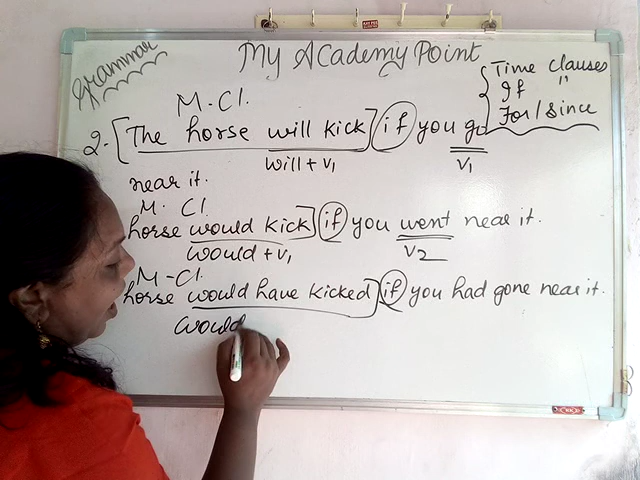 My Academy Point
Grammar
Time clauses
If "
For/Since
M.Cl.
2. [The horse will kick] if you go
will + V1 V1
near it.
M. Cl.
horse would kick] if you went near it.
would + V1 V2
M-Cl.
horse would have kicked] if you had gone near it.
Would